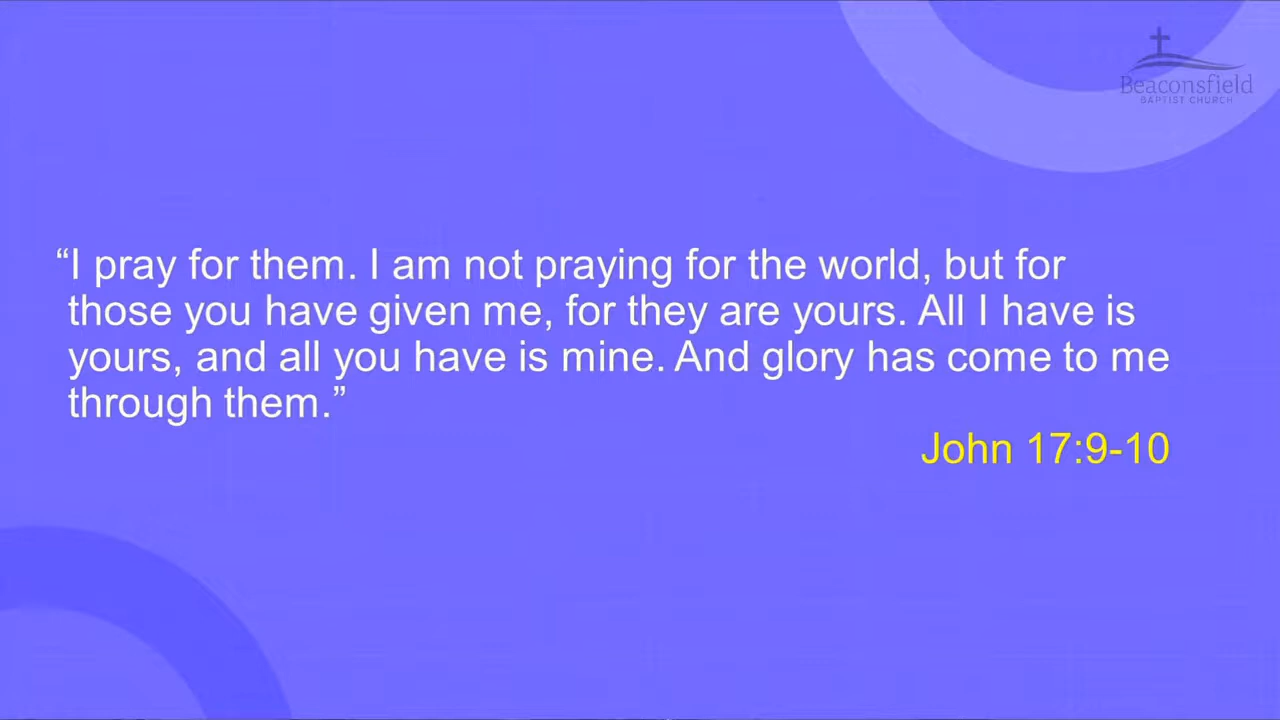 Beaconsfield
BAPTIST CHURCH
“I pray for them. I am not praying for the world, but for
those you have given me, for they are yours. All I have is
yours, and all you have is mine. And glory has come to me
through them.”
John 17:9-10